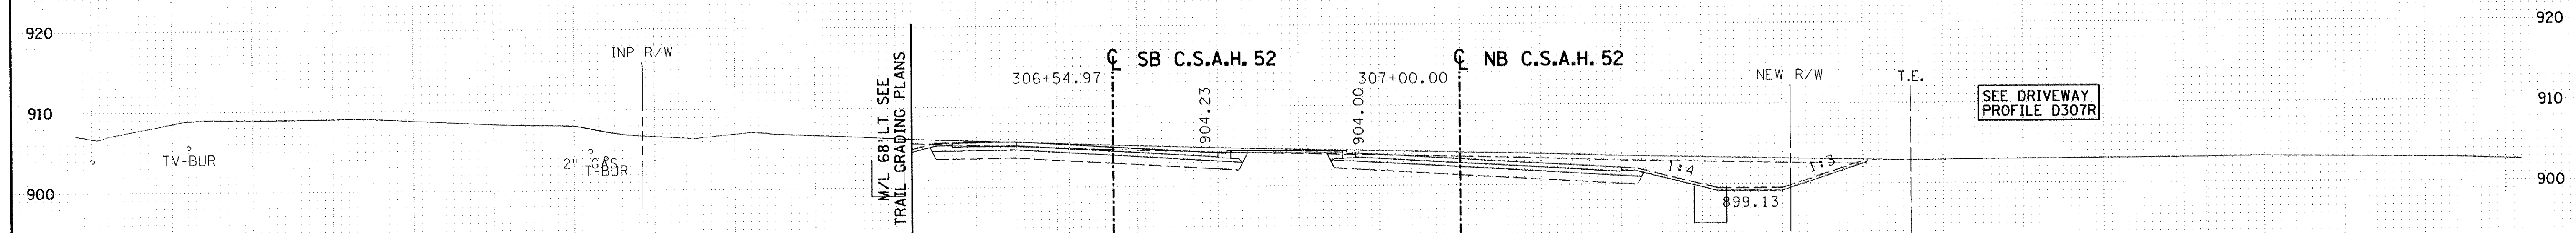 920
920
INP R/W
℄ SB C.S.A.H. 52
℄ NB C.S.A.H. 52
306+54.97
307+00.00
NEW R/W
T.E.
M/L 68' LT SEE
TRAIL GRADING PLANS
904.23
904.00
SEE DRIVEWAY
PROFILE D307R
910
910
TV-BUR
2" GAS
T-BUR
1:4
1:3
900
900
899.13